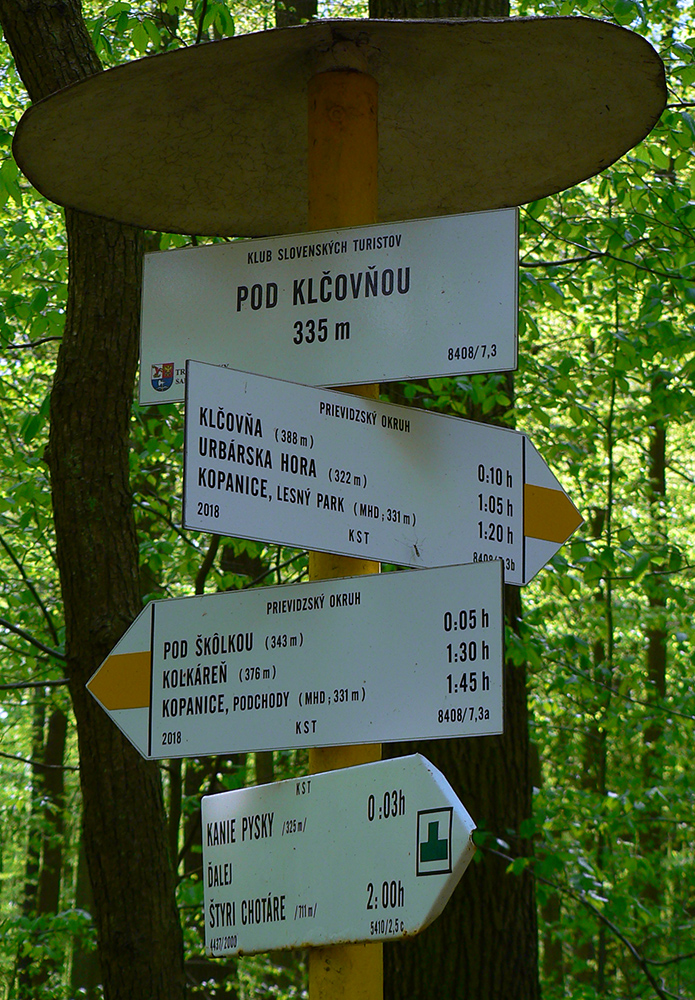 KLUB SLOVENSKÝCH TURISTOV
POD KLČOVŇOU
335 m
8408/7,3
PRIEVIDZSKÝ OKRUH
KLČOVŇA (388 m) 0:10 h
URBÁRSKA HORA (322 m) 1:05 h
KOPANICE, LESNÝ PARK (MHD ; 331 m) 1:20 h
2018 KST
PRIEVIDZSKÝ OKRUH
POD ŠKÔLKOU (343 m) 0:05 h
KOLKÁREŇ (376 m) 1:30 h
KOPANICE, PODCHODY (MHD ; 331 m) 1:45 h
2018 KST 8408/7,3a
KST
KANIE PYSKY /325 m/ 0:03h
ĎALEJ
ŠTYRI CHOTÁRE /711 m/ 2:00h
4437/2000 5410/2,5 c